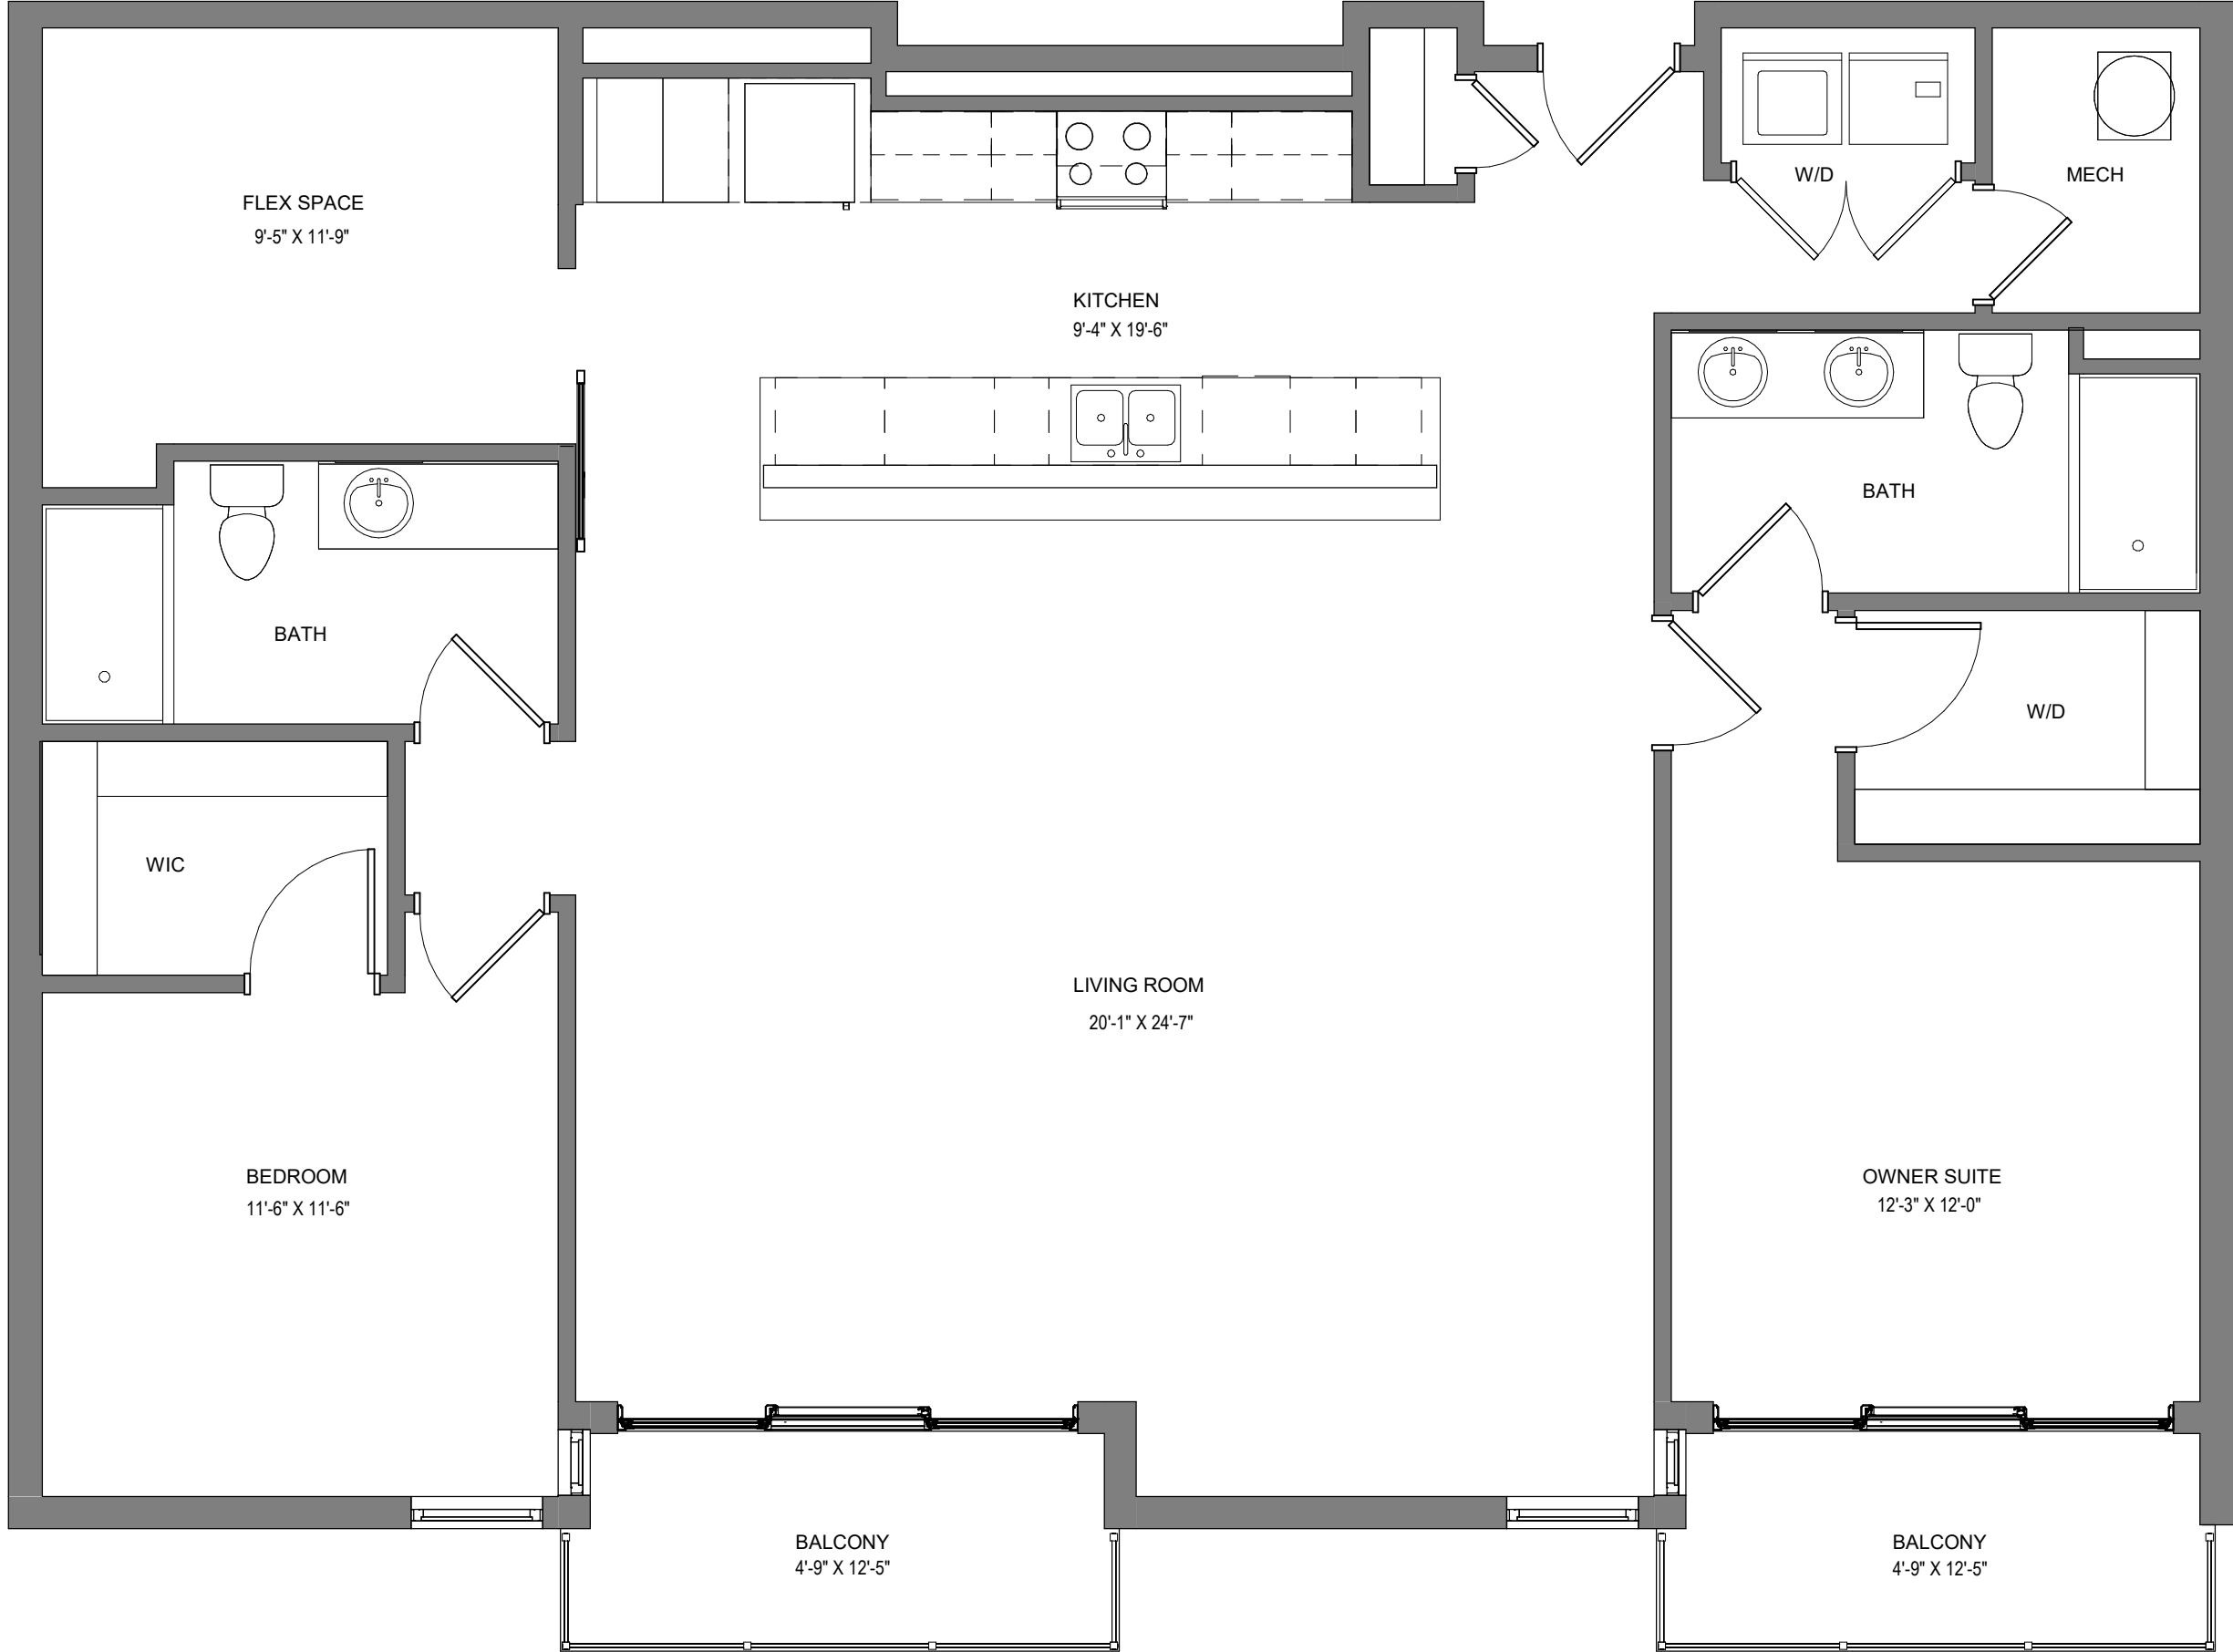 W/D
MECH
FLEX SPACE
9'-5" X 11'-9"
KITCHEN
9'-4" X 19'-6"
BATH
BATH
W/D
WIC
LIVING ROOM
20'-1" X 24'-7"
BEDROOM
11'-6" X 11'-6"
OWNER SUITE
12'-3" X 12'-0"
BALCONY
4'-9" X 12'-5"
BALCONY
4'-9" X 12'-5"